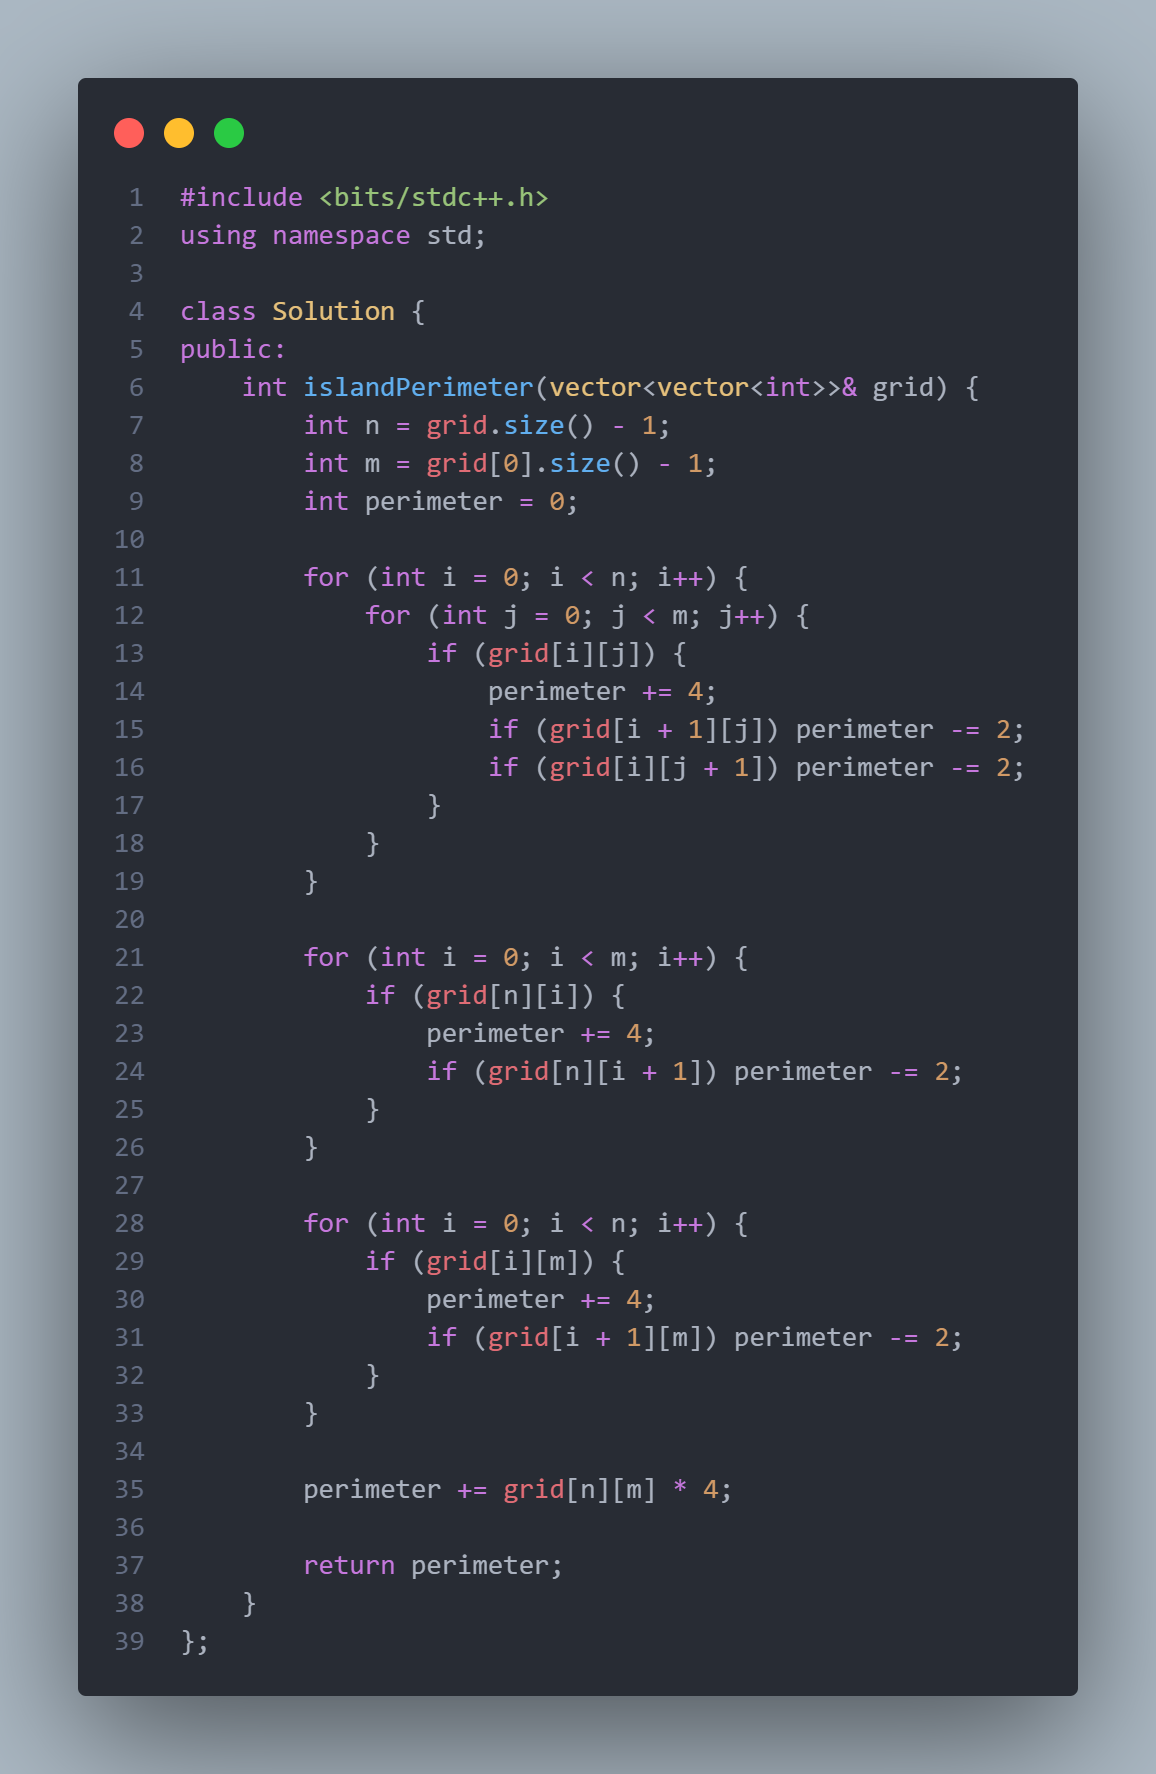 1 #include <bits/stdc++.h>
2 using namespace std;
3
4 class Solution {
5 public:
6     int islandPerimeter(vector<vector<int>>& grid) {
7         int n = grid.size() - 1;
8         int m = grid[0].size() - 1;
9         int perimeter = 0;
10
11         for (int i = 0; i < n; i++) {
12             for (int j = 0; j < m; j++) {
13                 if (grid[i][j]) {
14                     perimeter += 4;
15                     if (grid[i + 1][j]) perimeter -= 2;
16                     if (grid[i][j + 1]) perimeter -= 2;
17                 }
18             }
19         }
20
21         for (int i = 0; i < m; i++) {
22             if (grid[n][i]) {
23                 perimeter += 4;
24                 if (grid[n][i + 1]) perimeter -= 2;
25             }
26         }
27
28         for (int i = 0; i < n; i++) {
29             if (grid[i][m]) {
30                 perimeter += 4;
31                 if (grid[i + 1][m]) perimeter -= 2;
32             }
33         }
34
35         perimeter += grid[n][m] * 4;
36
37         return perimeter;
38     }
39 };